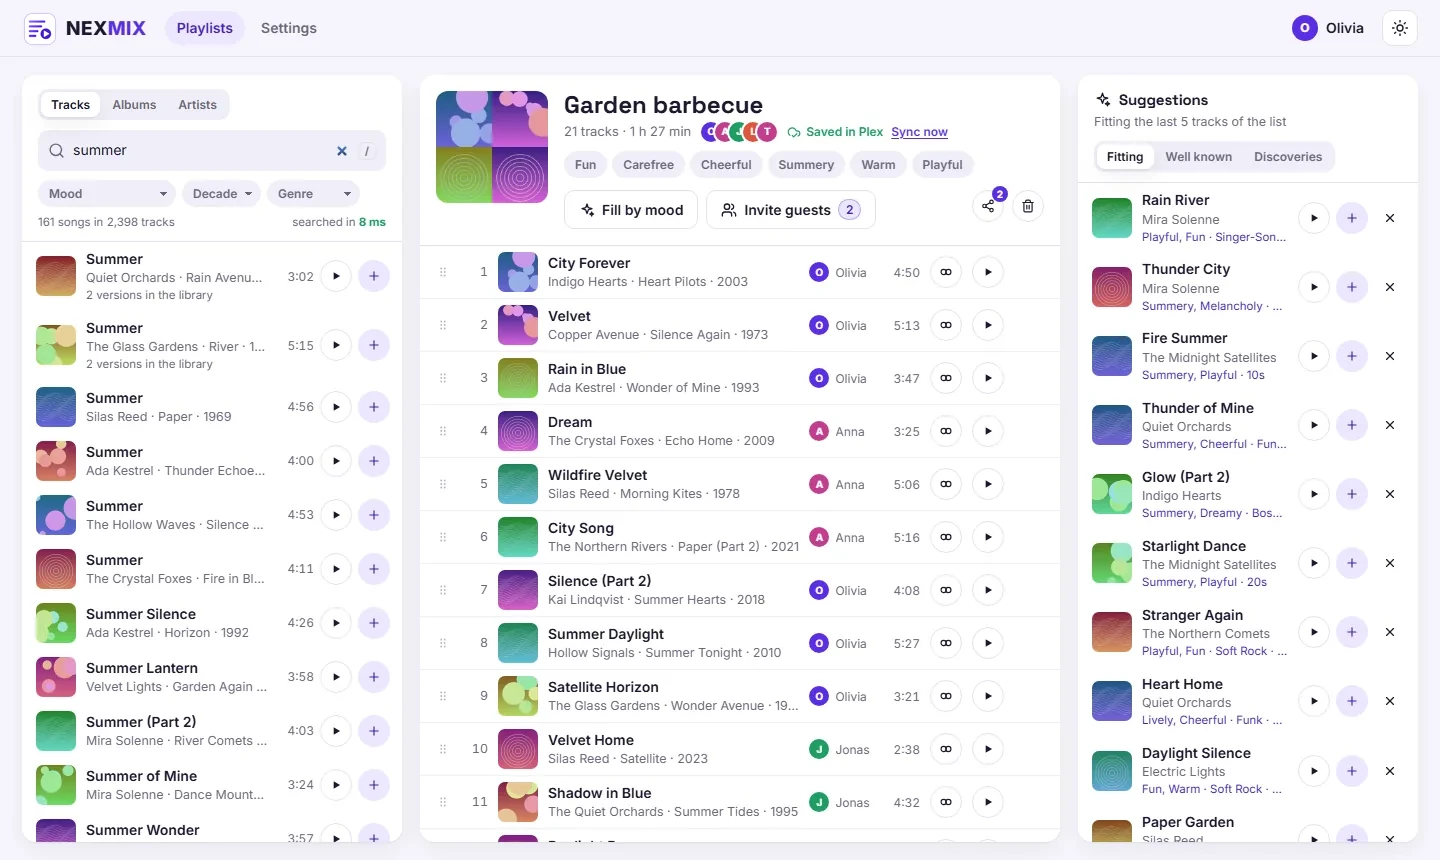 NEXMIX
Playlists
Settings
O
Olivia
Tracks
Albums
Artists
summer
/
Mood
Decade
Genre
161 songs in 2,398 tracks
searched in 8 ms
Summer
Quiet Orchards · Rain Avenu...
2 versions in the library
3:02
Summer
The Glass Gardens · River · 1...
2 versions in the library
5:15
Summer
Silas Reed · Paper · 1969
4:56
Summer
Ada Kestrel · Thunder Echoe...
4:00
Summer
The Hollow Waves · Silence ...
4:53
Summer
The Crystal Foxes · Fire in Bl...
4:11
Summer Silence
Ada Kestrel · Horizon · 1992
4:26
Summer Lantern
Velvet Lights · Garden Again ...
3:58
Summer (Part 2)
Mira Solenne · River Comets ...
4:03
Summer of Mine
Mira Solenne · Dance Mount...
3:24
Summer Wonder
3:57
Garden barbecue
21 tracks · 1 h 27 min
O A J L T
Saved in Plex
Sync now
Fun
Carefree
Cheerful
Summery
Warm
Playful
Fill by mood
Invite guests 2
2
1
City Forever
Indigo Hearts · Heart Pilots · 2003
O Olivia
4:50
2
Velvet
Copper Avenue · Silence Again · 1973
O Olivia
5:13
3
Rain in Blue
Ada Kestrel · Wonder of Mine · 1993
O Olivia
3:47
4
Dream
The Crystal Foxes · Echo Home · 2009
A Anna
3:25
5
Wildfire Velvet
Silas Reed · Morning Kites · 1978
A Anna
5:06
6
City Song
The Northern Rivers · Paper (Part 2) · 2021
A Anna
5:16
7
Silence (Part 2)
Kai Lindqvist · Summer Hearts · 2018
O Olivia
4:08
8
Summer Daylight
Hollow Signals · Summer Tonight · 2010
O Olivia
5:27
9
Satellite Horizon
The Glass Gardens · Wonder Avenue · 19...
O Olivia
3:21
10
Velvet Home
Silas Reed · Satellite · 2023
J Jonas
2:38
11
Shadow in Blue
The Quiet Orchards · Summer Tides · 1995
J Jonas
4:32
Suggestions
Fitting the last 5 tracks of the list
Fitting
Well known
Discoveries
Rain River
Mira Solenne
Playful, Fun · Singer-Son...
Thunder City
Mira Solenne
Summery, Melancholy · ...
Fire Summer
The Midnight Satellites
Summery, Playful · 10s
Thunder of Mine
Quiet Orchards
Summery, Cheerful · Fun...
Glow (Part 2)
Indigo Hearts
Summery, Dreamy · Bos...
Starlight Dance
The Midnight Satellites
Summery, Playful · 20s
Stranger Again
The Northern Comets
Playful, Fun · Soft Rock · ...
Heart Home
Quiet Orchards
Lively, Cheerful · Funk · ...
Daylight Silence
Electric Lights
Fun, Warm · Soft Rock · ...
Paper Garden
Silas Reed